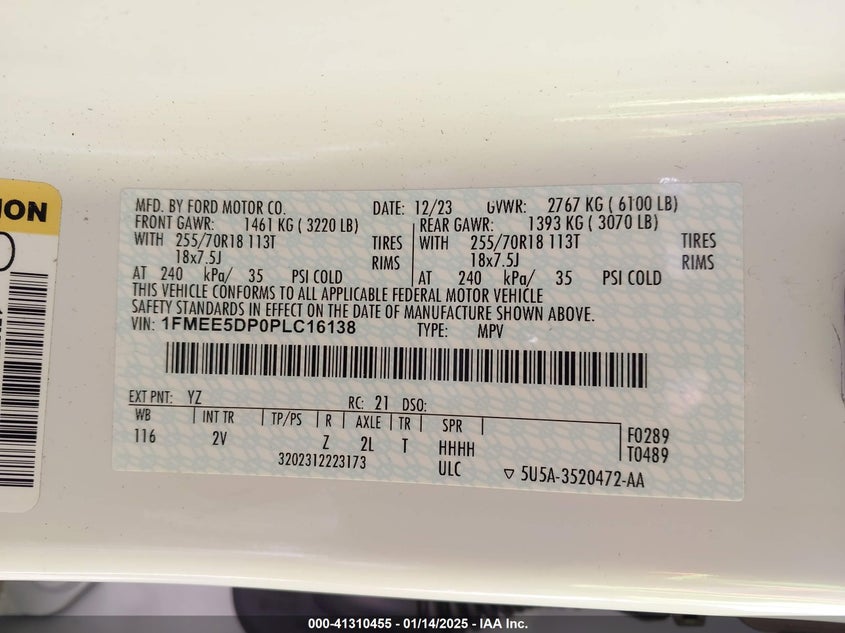 ION
MFD. BY FORD MOTOR CO. DATE: 12/23 GVWR: 2767 KG ( 6100 LB)
FRONT GAWR: 1461 KG ( 3220 LB) REAR GAWR: 1393 KG ( 3070 LB)
WITH 255/70R18 113T TIRES WITH 255/70R18 113T TIRES
18x7.5J RIMS 18x7.5J RIMS
AT 240 kPa/ 35 PSI COLD AT 240 kPa/ 35 PSI COLD
THIS VEHICLE CONFORMS TO ALL APPLICABLE FEDERAL MOTOR VEHICLE
SAFETY STANDARDS IN EFFECT ON THE DATE OF MANUFACTURE SHOWN ABOVE.
VIN: 1FMEE5DP0PLC16138 TYPE: MPV
EXT PNT: YZ RC: 21 DSO:
WB INT TR TP/PS R AXLE TR SPR
116 2V Z 2L T HHHH F0289
3202312223173 ULC T0489
▽ 5U5A-3520472-AA
000-41310455 — 01/14/2025 — IAA Inc.